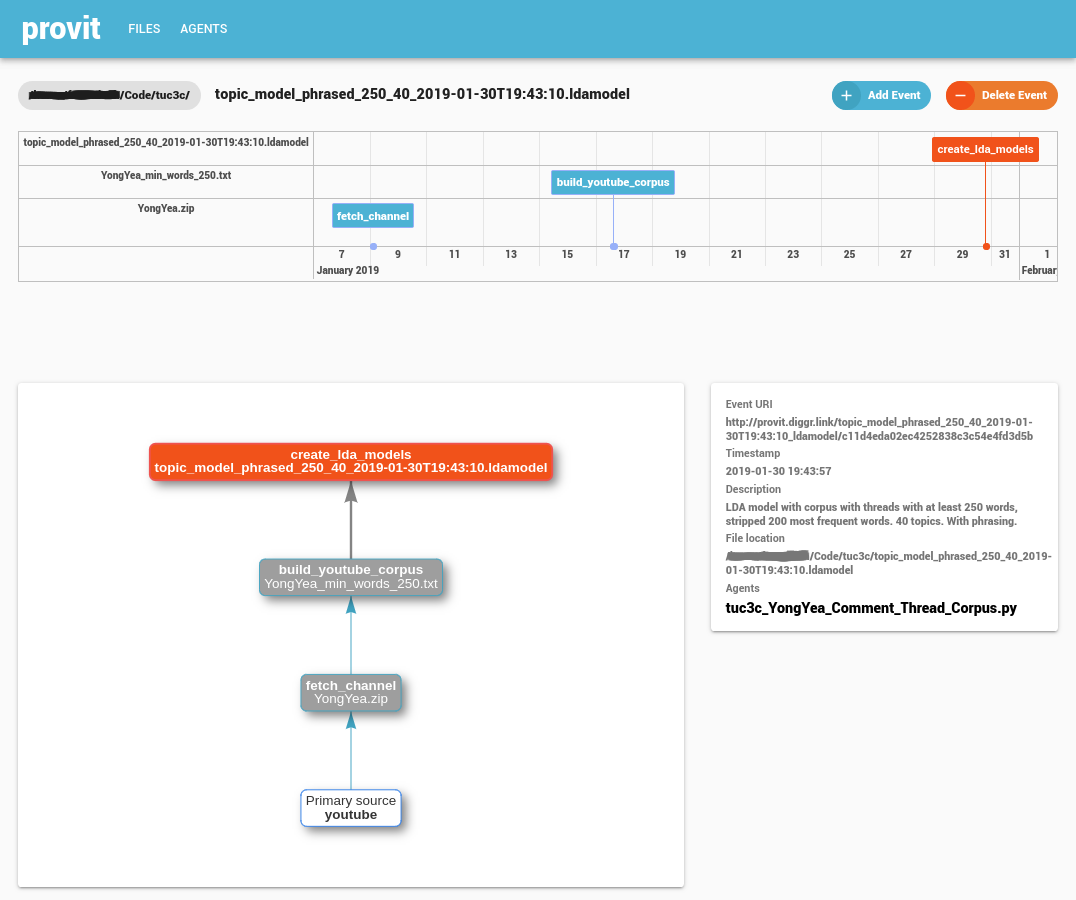 provit FILES AGENTS
/Code/tuc3c/ topic_model_phrased_250_40_2019-01-30T19:43:10.ldamodel + Add Event − Delete Event
topic_model_phrased_250_40_2019-01-30T19:43:10.ldamodel create_lda_models
YongYea_min_words_250.txt build_youtube_corpus
YongYea.zip fetch_channel
7 9 11 13 15 17 19 21 23 25 27 29 31 1
January 2019 Februar
create_lda_models
topic_model_phrased_250_40_2019-01-30T19:43:10.ldamodel
build_youtube_corpus
YongYea_min_words_250.txt
fetch_channel
YongYea.zip
Primary source
youtube
Event URI
http://provit.diggr.link/topic_model_phrased_250_40_2019-01-
30T19:43:10_ldamodel/c11d4eda02ec4252838c3c54e4fd3d5b
Timestamp
2019-01-30 19:43:57
Description
LDA model with corpus with threads with at least 250 words,
stripped 200 most frequent words. 40 topics. With phrasing.
File location
/Code/tuc3c/topic_model_phrased_250_40_2019-
01-30T19:43:10.ldamodel
Agents
tuc3c_YongYea_Comment_Thread_Corpus.py